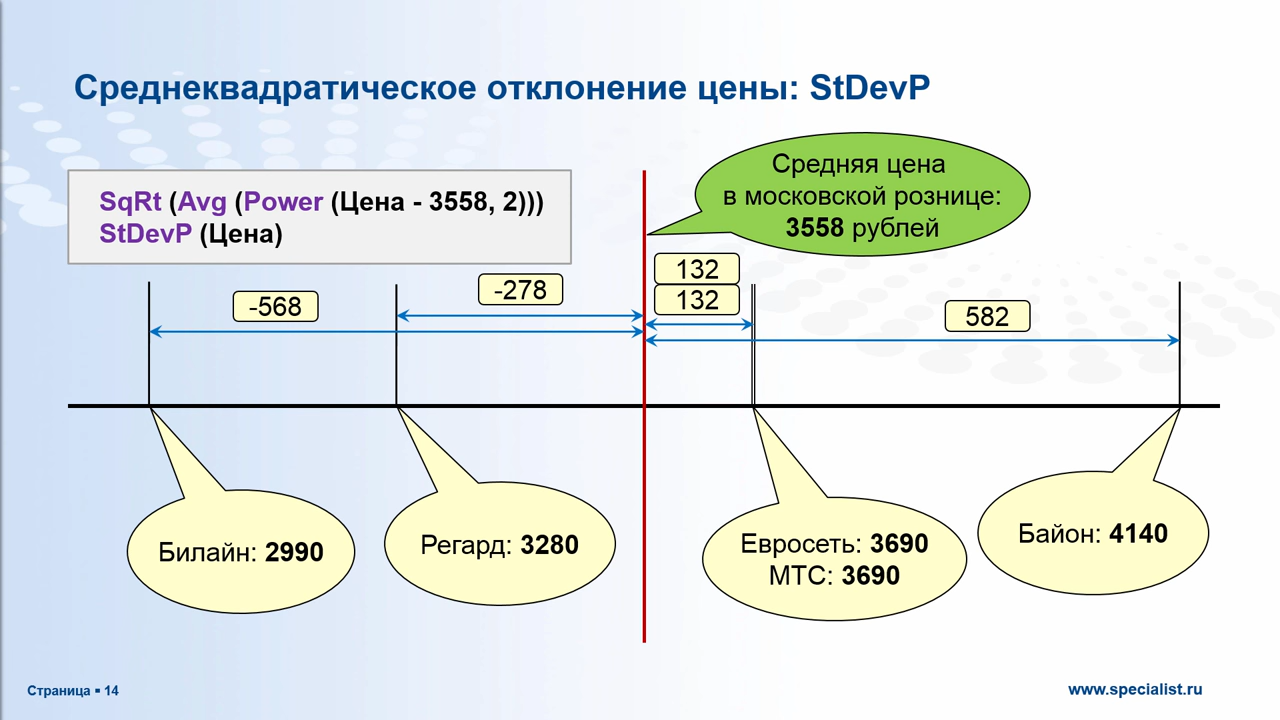 Среднеквадратическое отклонение цены: StDevP
SqRt (Avg (Power (Цена - 3558, 2)))
StDevP (Цена)
Средняя цена
в московской рознице:
3558 рублей
-568
-278
132
132
582
Билайн: 2990
Регард: 3280
Евросеть: 3690
МТС: 3690
Байон: 4140
Страница ▪ 14
www.specialist.ru